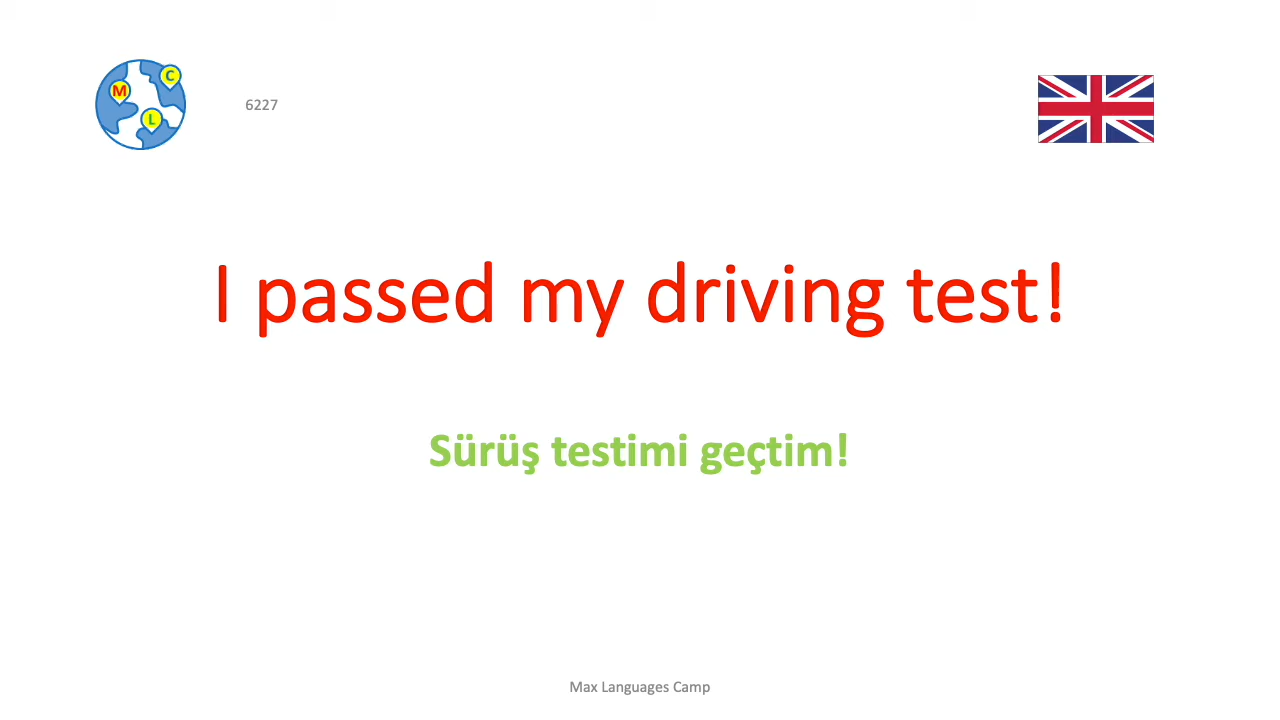 M
C
L
6227
I passed my driving test!
Sürüş testimi geçtim!
Max Languages Camp